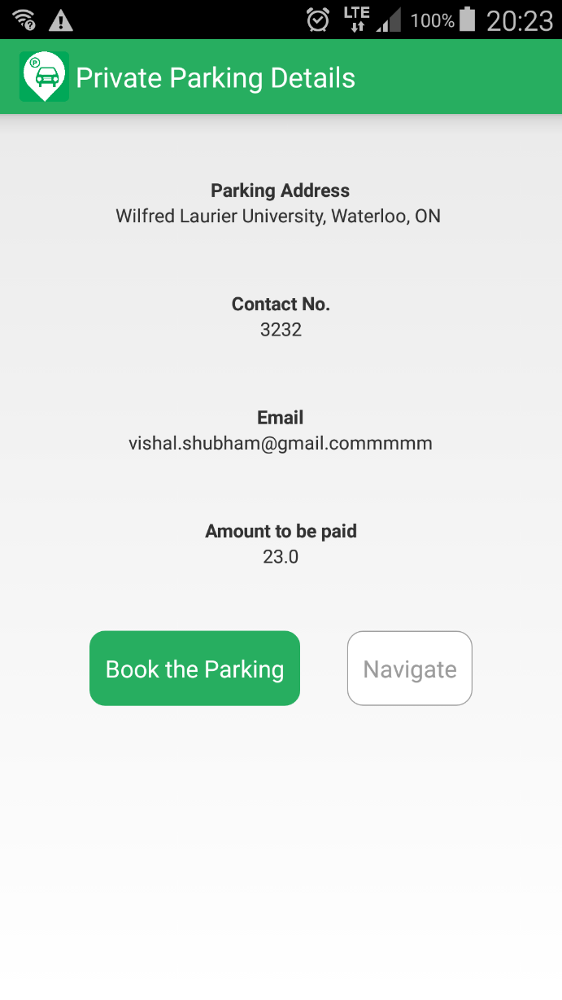 LTE 100% 20:23
P Private Parking Details
Parking Address
Wilfred Laurier University, Waterloo, ON
Contact No.
3232
Email
vishal.shubham@gmail.commmmm
Amount to be paid
23.0
Book the Parking Navigate